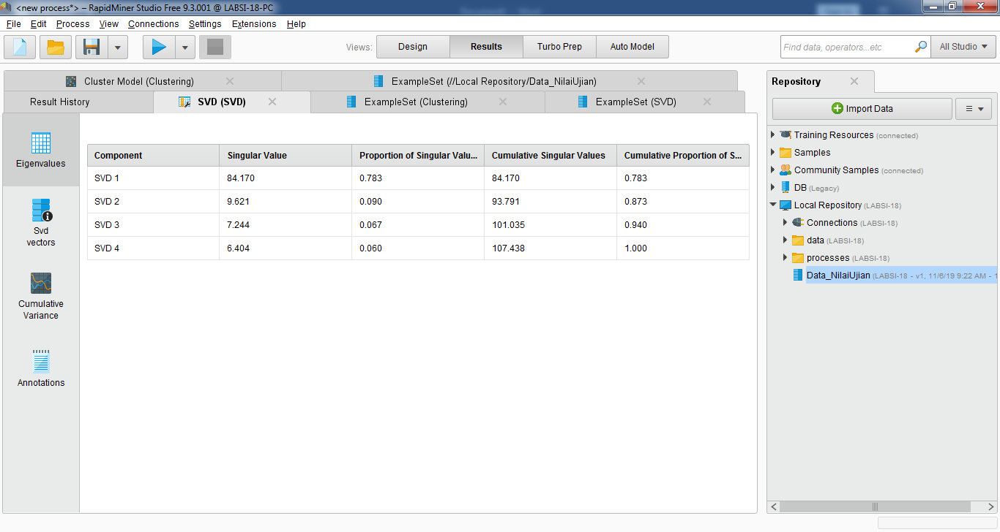 <new process*> – RapidMiner Studio Free 9.3.001 @ LABSI-18-PC
File Edit Process View Connections Settings Extensions Help
Views: Design Results Turbo Prep Auto Model Find data, operators...etc All Studio
Cluster Model (Clustering) ExampleSet (//Local Repository/Data_NilaiUjian)
Result History SVD (SVD) ExampleSet (Clustering) ExampleSet (SVD)
Eigenvalues
Svd
vectors
Cumulative
Variance
Annotations
Component Singular Value Proportion of Singular Valu... Cumulative Singular Values Cumulative Proportion of S...
SVD 1 84.170 0.783 84.170 0.783
SVD 2 9.621 0.090 93.791 0.873
SVD 3 7.244 0.067 101.035 0.940
SVD 4 6.404 0.060 107.438 1.000
Repository
Import Data
Training Resources (connected)
Samples
Community Samples (connected)
DB (Legacy)
Local Repository (LABSI-18)
Connections (LABSI-18)
data (LABSI-18)
processes (LABSI-18)
Data_NilaiUjian (LABSI-18 - v1, 11/6/19 9:22 AM - 1